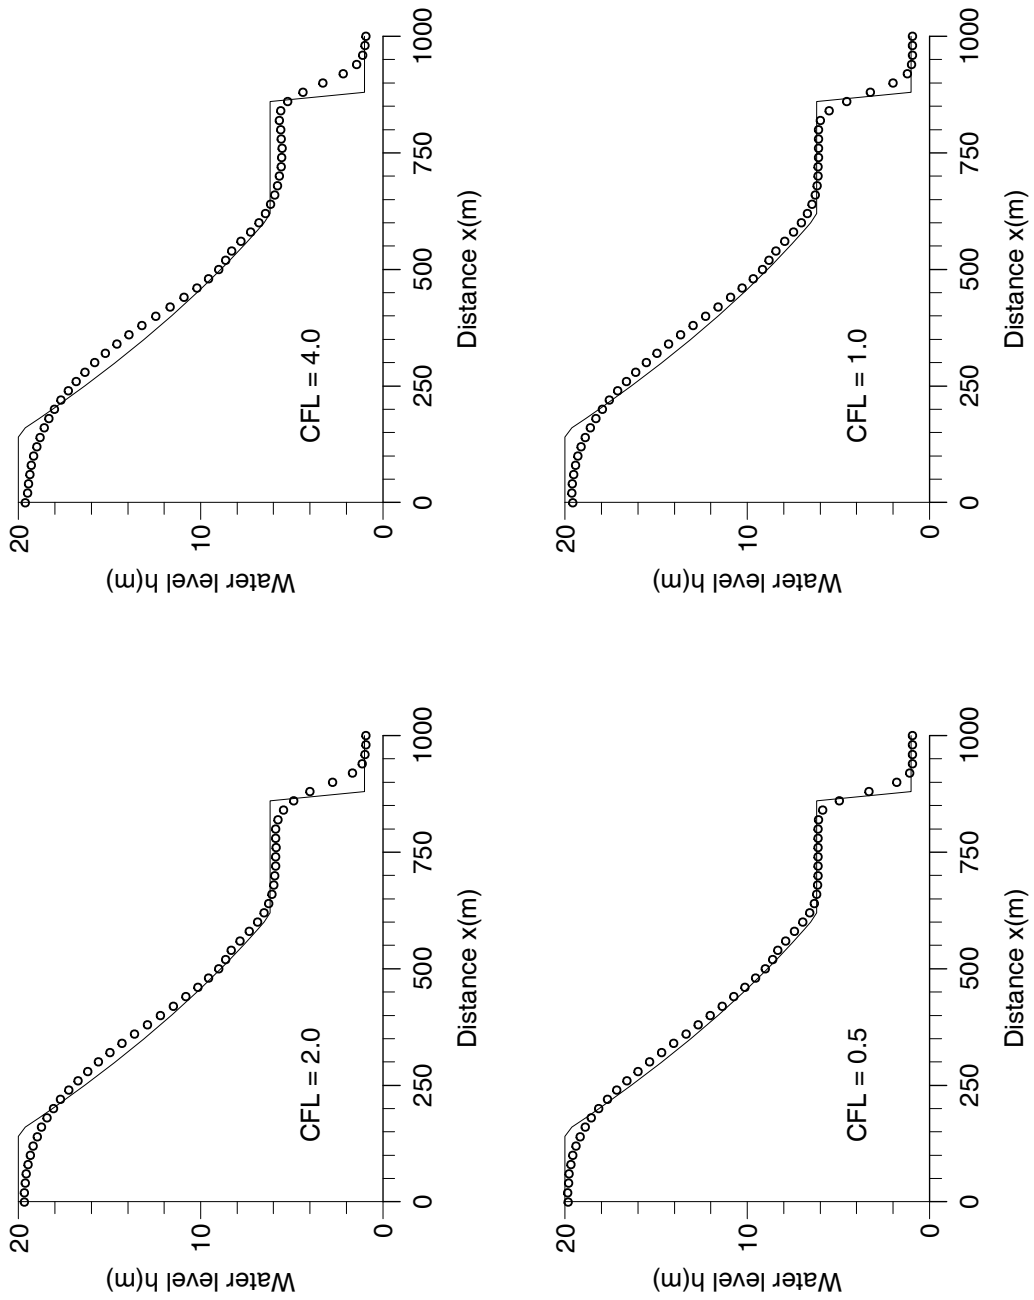 20
10
0
Water level h(m)
CFL = 2.0
0 250 500 750 1000
Distance x(m)
20
10
0
Water level h(m)
CFL = 4.0
0 250 500 750 1000
Distance x(m)
20
10
0
Water level h(m)
CFL = 0.5
0 250 500 750 1000
Distance x(m)
20
10
0
Water level h(m)
CFL = 1.0
0 250 500 750 1000
Distance x(m)